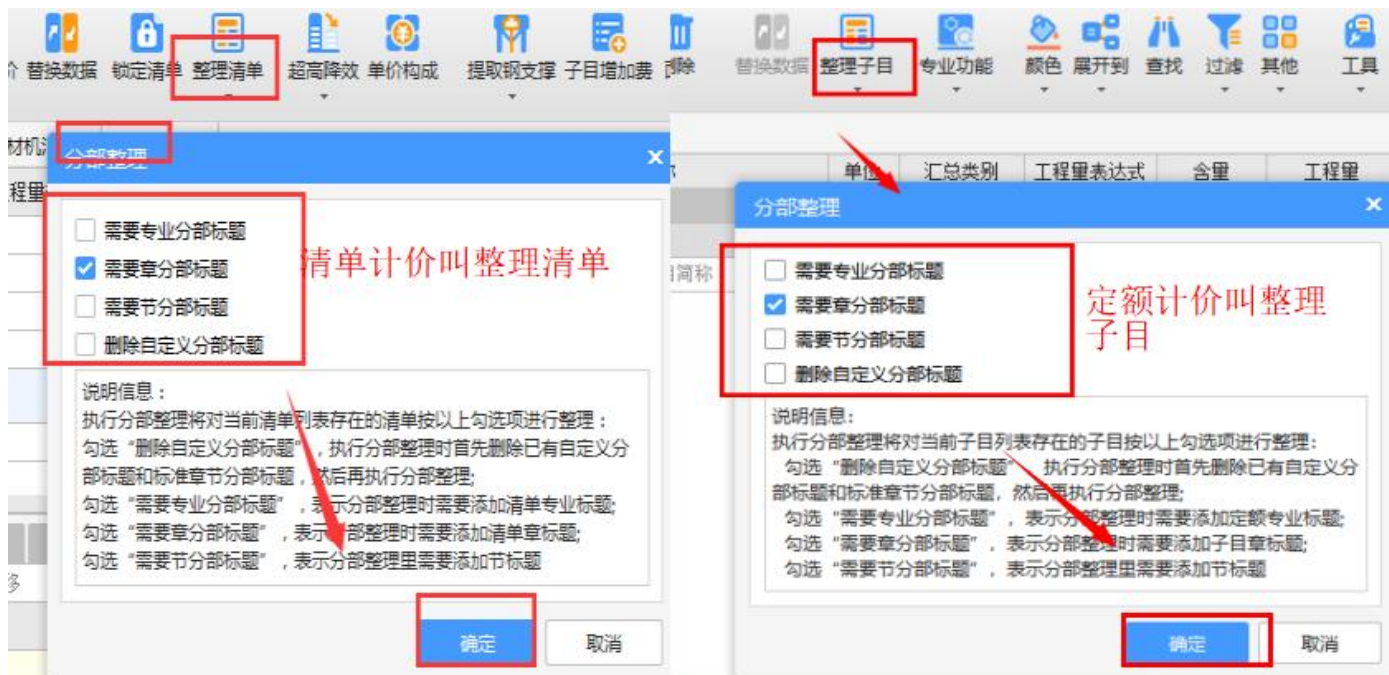 价 替换数据 锁定清单 整理清单 超高降效 单价构成 提取钢支撑 子目增加费
材机
程量
分部整理
需要专业分部标题
需要章分部标题
需要节分部标题
删除自定义分部标题
清单计价叫整理清单
说明信息：
执行分部整理将对当前清单列表存在的清单按以上勾选项进行整理：
勾选“删除自定义分部标题”，执行分部整理时首先删除已有自定义分
部标题和标准章节分部标题，然后再执行分部整理;
勾选“需要专业分部标题”，表示分部整理时需要添加清单专业标题;
勾选“需要章分部标题”，表示分部整理时需要添加清单章标题;
勾选“需要节分部标题”，表示分部整理里需要添加节标题
移
确定 取消
删除 替换数据 整理子目 专业功能 颜色 展开到 查找 过滤 其他 工具
单位 汇总类别 工程量表达式 含量 工程量
简称
分部整理
需要专业分部标题
需要章分部标题
需要节分部标题
删除自定义分部标题
定额计价叫整理
子目
说明信息：
执行分部整理将对当前子目列表存在的子目按以上勾选项进行整理：
勾选“删除自定义分部标题”，执行分部整理时首先删除已有自定义分
部标题和标准章节分部标题，然后再执行分部整理;
勾选“需要专业分部标题”，表示分部整理时需要添加定额专业标题;
勾选“需要章分部标题”，表示分部整理时需要添加子目章标题;
勾选“需要节分部标题”，表示分部整理里需要添加节标题
确定 取消